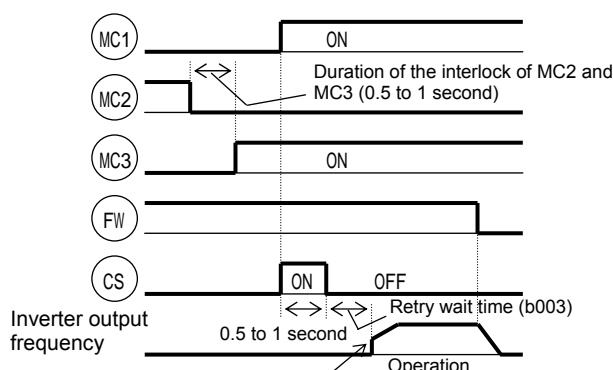 MC1
ON
Duration of the interlock of MC2 and
MC3 (0.5 to 1 second)
MC2
MC3
ON
FW
CS
ON
OFF
Retry wait time (b003)
0.5 to 1 second
Inverter output
frequency
Operation